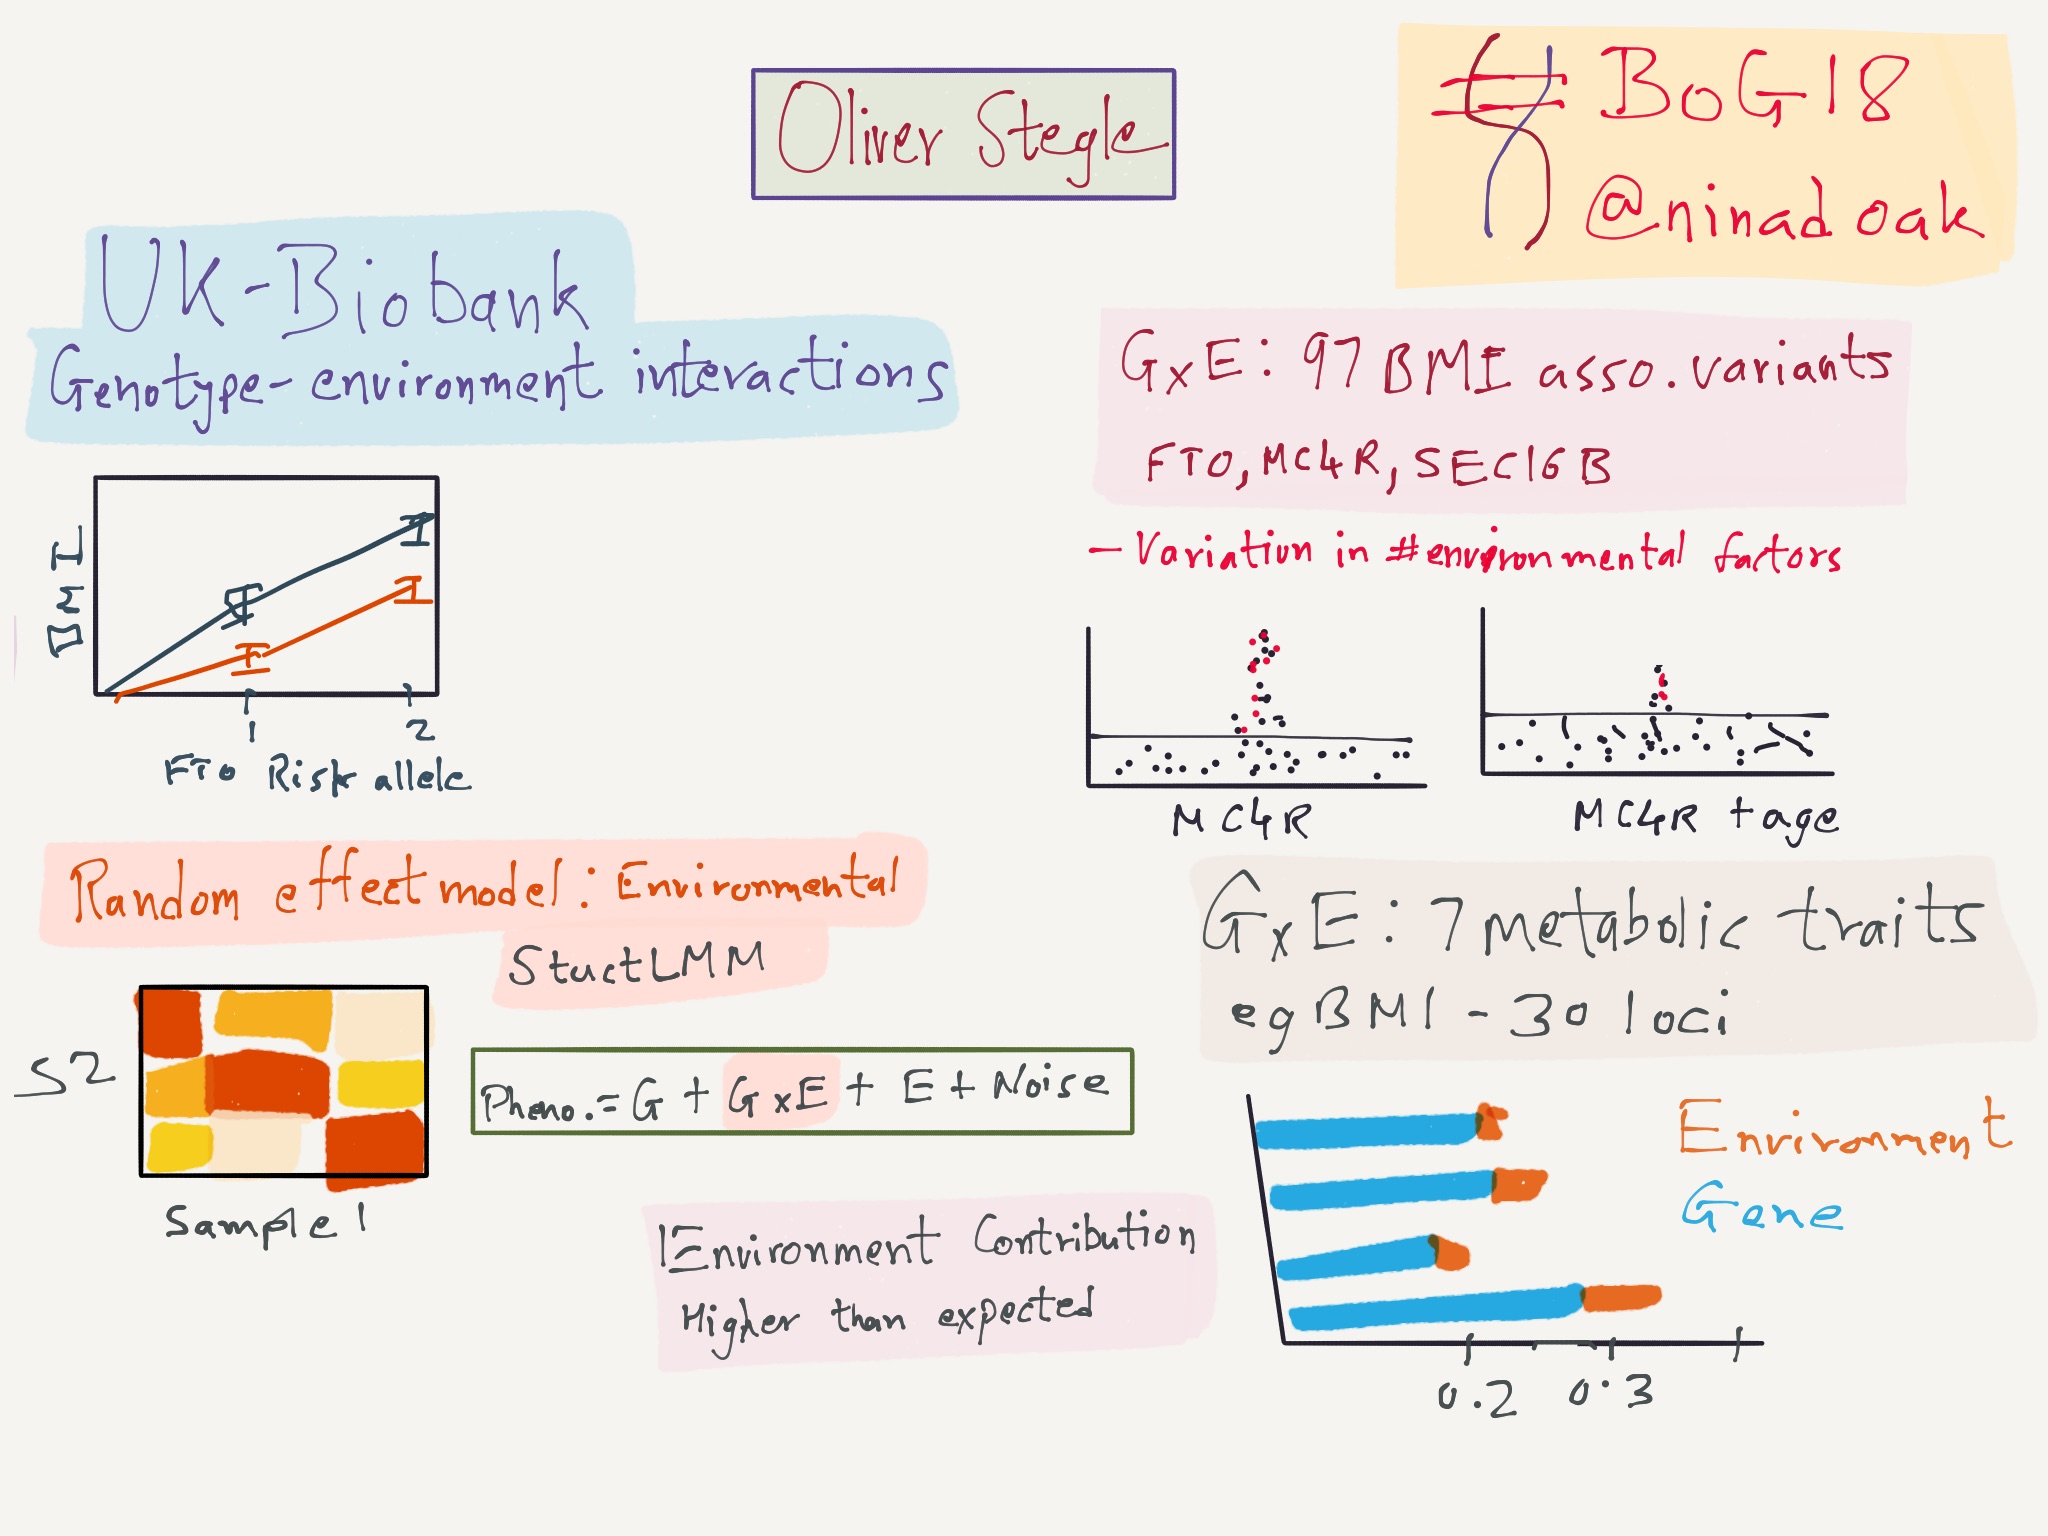 Oliver Stegle
# BoG18
@ninadoak
UK-Biobank
Genotype-environment interactions
BMI
1
2
FTO Risk allele
Random effect model: Environmental
StuctLMM
S2
Sample 1
Pheno. = G + GxE + E + Noise
Environment Contribution
Higher than expected
GxE: 97 BMI asso. variants
FTO, MC4R, SEC16B
- Variation in #environmental factors
MC4R
MC4R + age
GxE: 7 metabolic traits
eg BMI - 30 loci
Environment
Gene
0.2
0.3